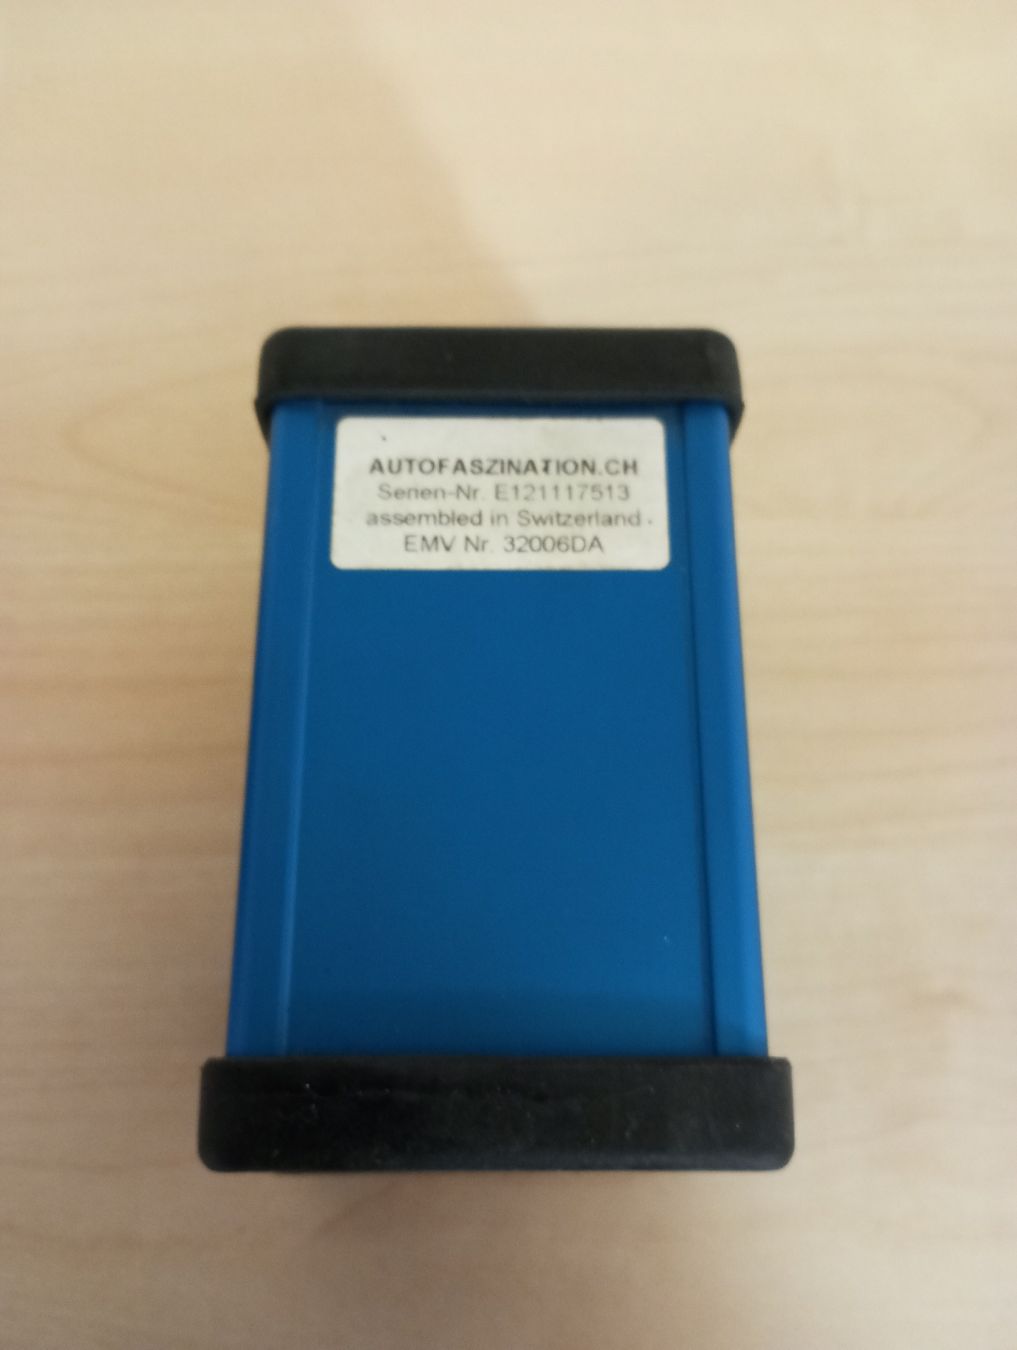 AUTOFASZINATION.CH
Serien-Nr. E121117513
assembled in Switzerland
EMV Nr. 32006DA